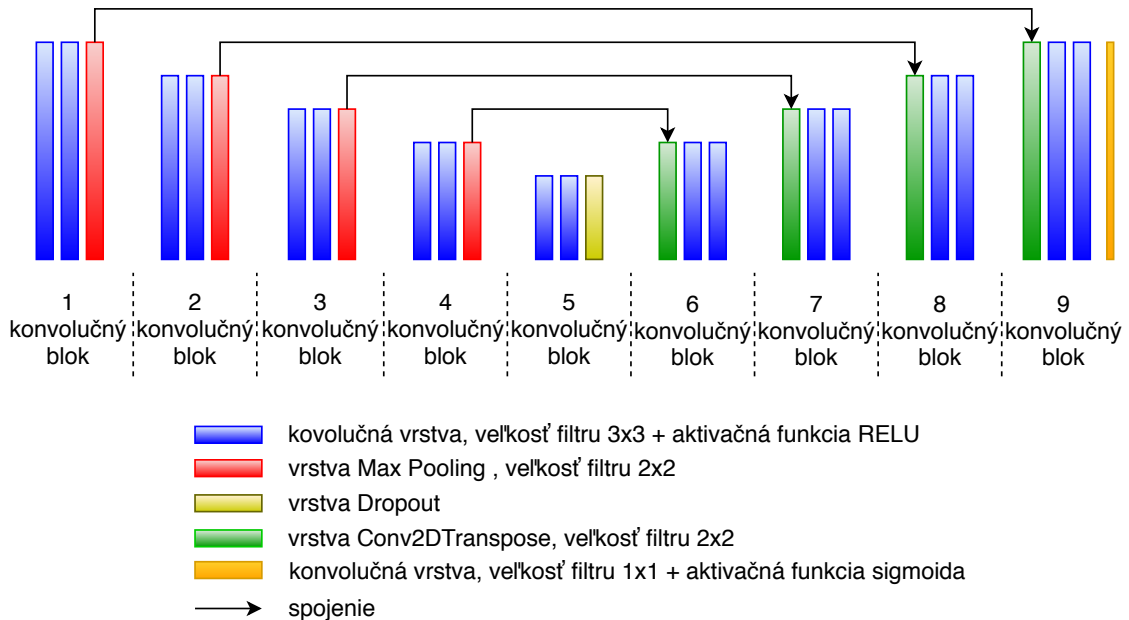 1
konvolučný
blok
2
konvolučný
blok
3
konvolučný
blok
4
konvolučný
blok
5
konvolučný
blok
6
konvolučný
blok
7
konvolučný
blok
8
konvolučný
blok
9
konvolučný
blok
kovolučná vrstva, veľkosť filtru 3x3 + aktivačná funkcia RELU
vrstva Max Pooling , veľkosť filtru 2x2
vrstva Dropout
vrstva Conv2DTranspose, veľkosť filtru 2x2
konvolučná vrstva, veľkosť filtru 1x1 + aktivačná funkcia sigmoida
spojenie